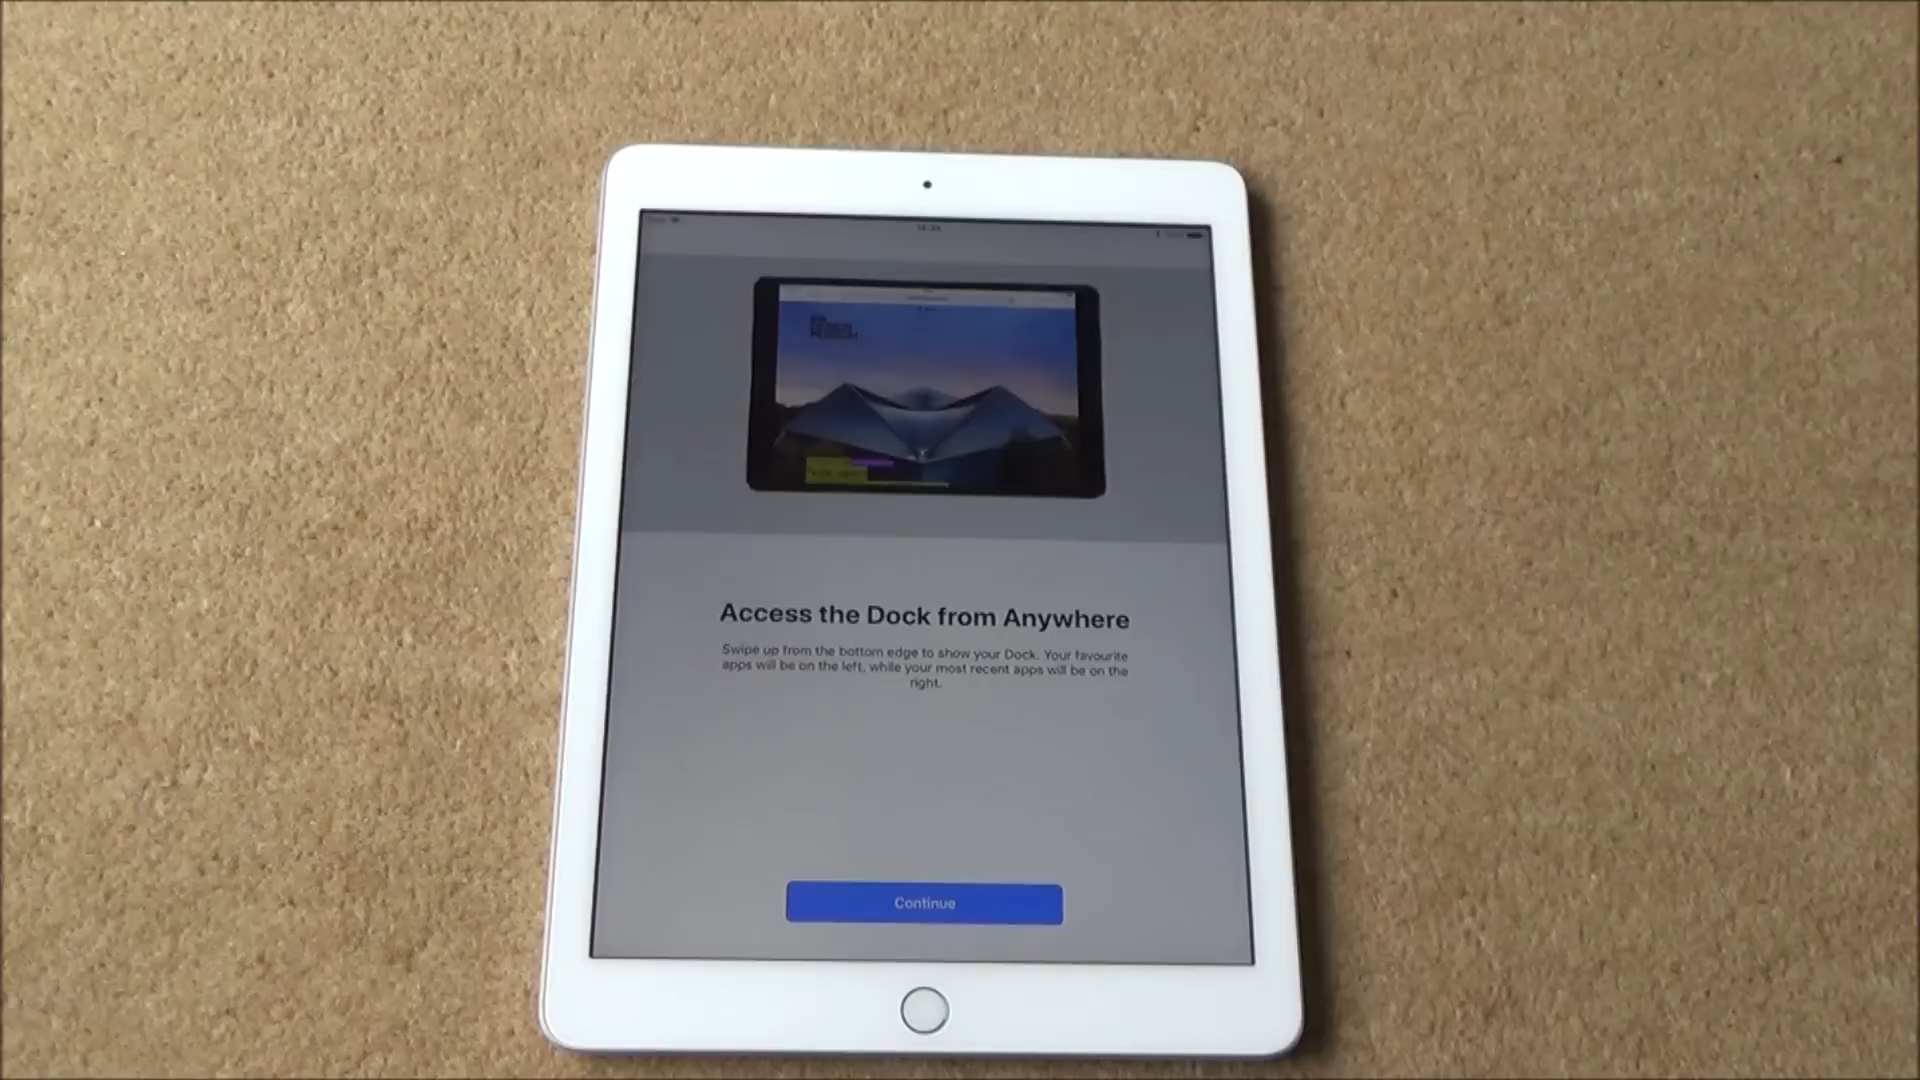 Access the Dock from Anywhere
Swipe up from the bottom edge to show your Dock. Your favourite
apps will be on the left, while your most recent apps will be on the
right.
Continue